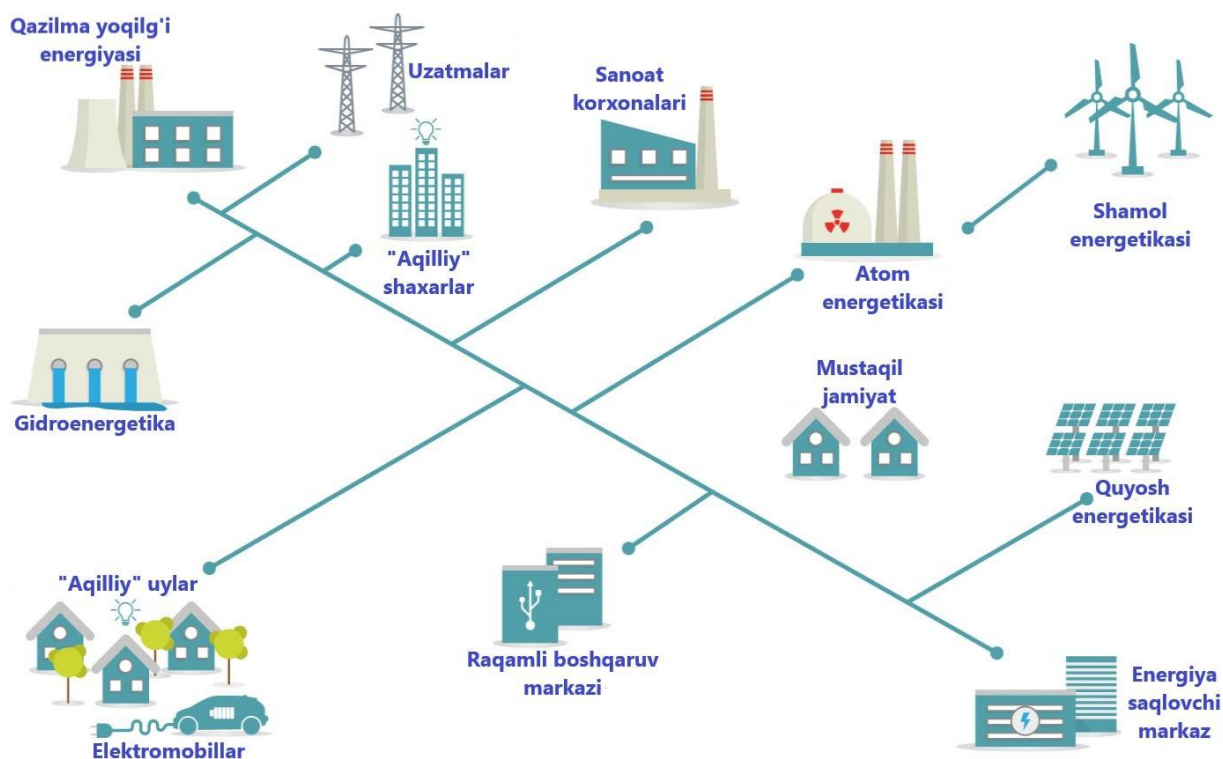 Qazilma yoqilg'i
energiyasi
Uzatmalar
Sanoat
korxonalari
Shamol
energetikasi
"Aqilliy"
shaxarlar
Atom
energetikasi
Gidroenergetika
Mustaqil
jamiyat
Quyosh
energetikasi
"Aqilliy" uylar
Raqamli boshqaruv
markazi
Energiya
saqlovchi
markaz
Elektromobillar